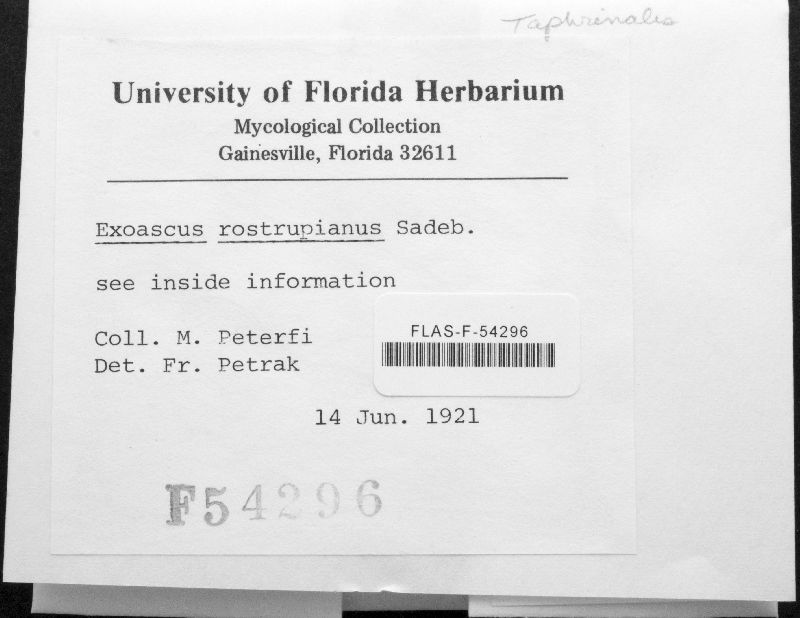 Taphrinales
University of Florida Herbarium
Mycological Collection
Gainesville, Florida 32611
Exoascus rostrupianus Sadeb.
see inside information
Coll. M. Peterfi
Det. Fr. Petrak
FLAS-F-54296
14 Jun. 1921
F54296